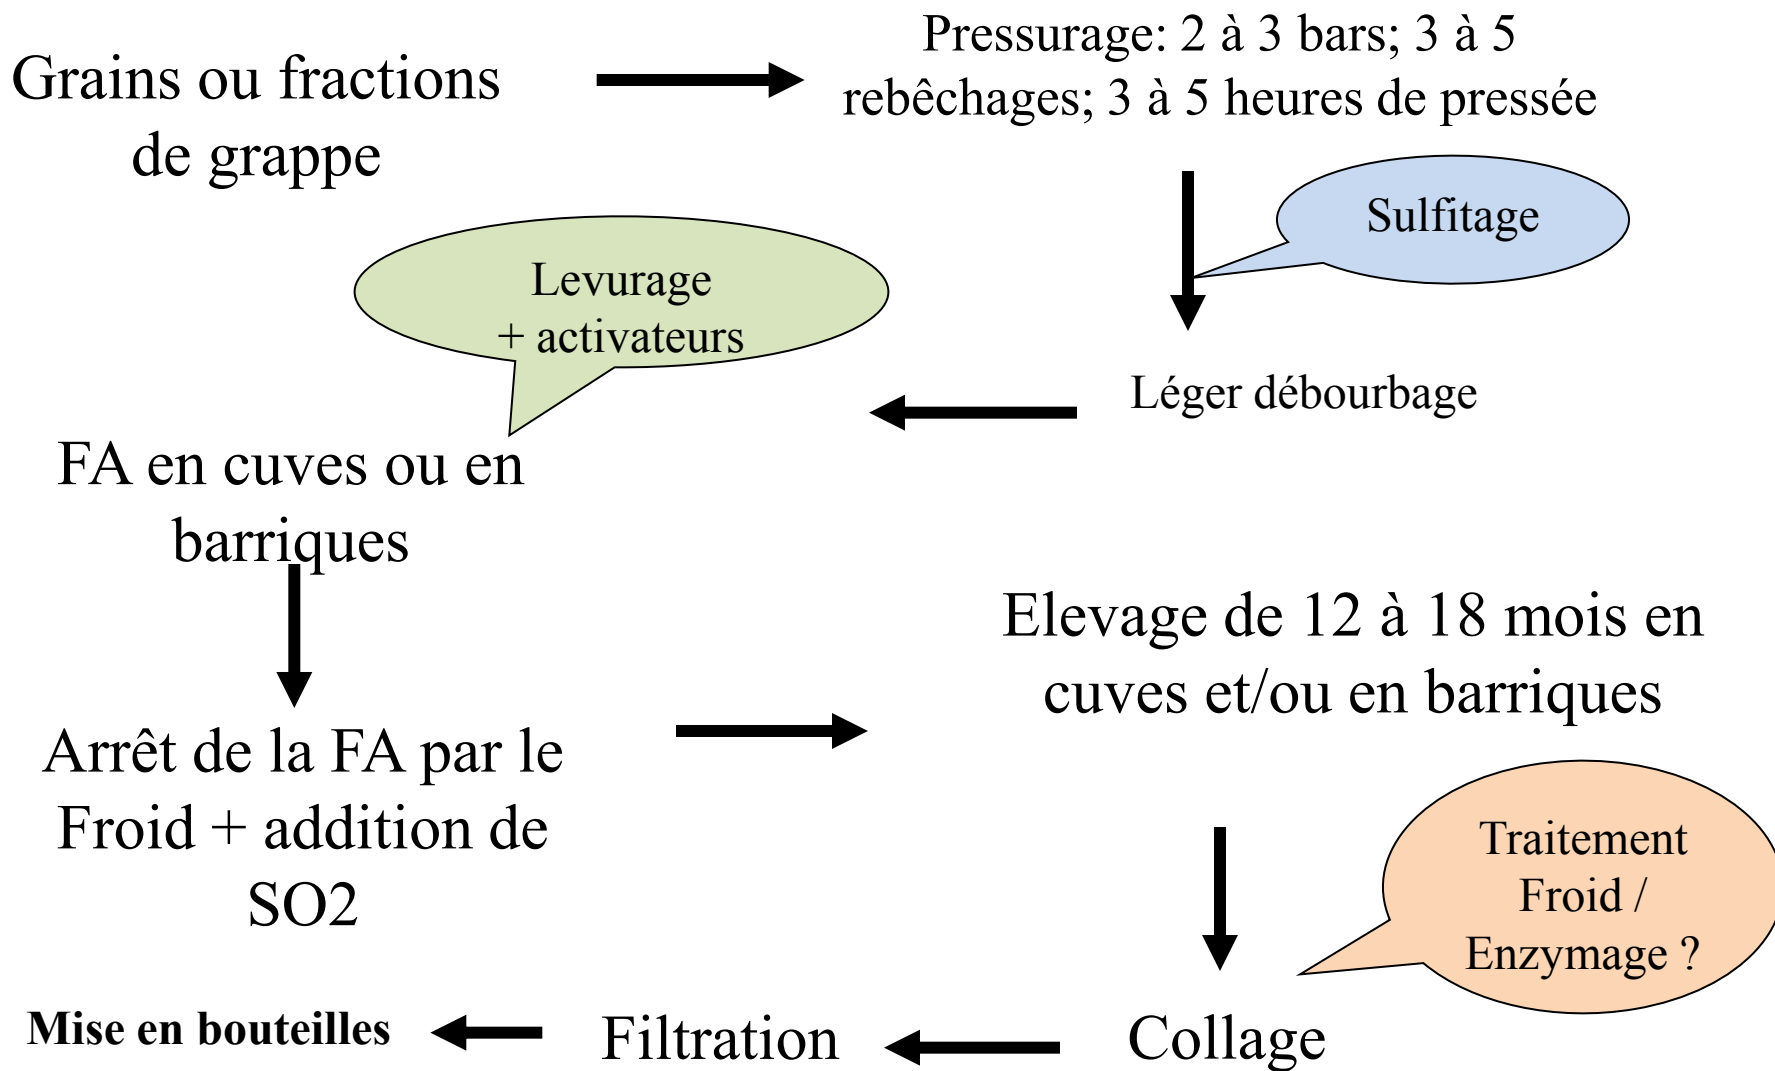 Grains ou fractions
de grappe
Pressurage: 2 à 3 bars; 3 à 5
rebêchages; 3 à 5 heures de pressée
Sulfitage
Levurage
+ activateurs
Léger débourbage
FA en cuves ou en
barriques
Arrêt de la FA par le
Froid + addition de
SO2
Elevage de 12 à 18 mois en
cuves et/ou en barriques
Traitement
Froid /
Enzymage ?
Collage
Filtration
Mise en bouteilles